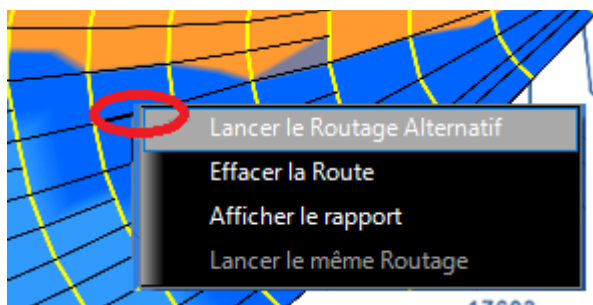 Lancer le Routage Alternatif
Effacer la Route
Afficher le rapport
Lancer le même Routage